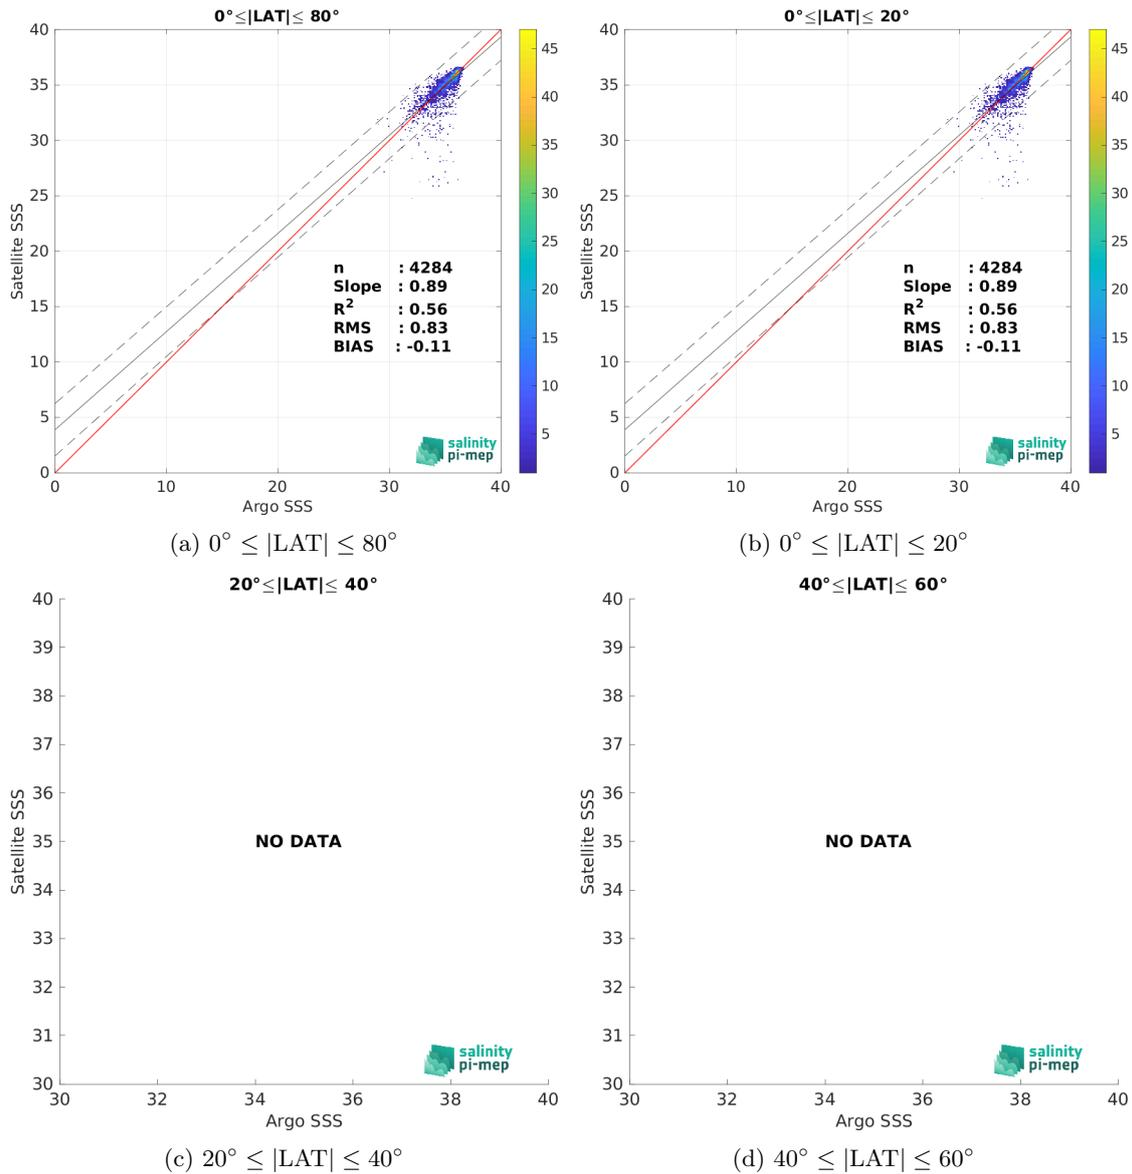 0°≤|LAT|≤ 80°
40
35
30
25
20
15
10
5
0
0 10 20 30 40
Satellite SSS
Argo SSS
45
40
35
30
25
20
15
10
5
n : 4284
Slope : 0.89
R² : 0.56
RMS : 0.83
BIAS : -0.11
salinity
pi-mep
(a) 0° ≤ |LAT| ≤ 80°
0°≤|LAT|≤ 20°
40
35
30
25
20
15
10
5
0
0 10 20 30 40
Satellite SSS
Argo SSS
45
40
35
30
25
20
15
10
5
n : 4284
Slope : 0.89
R² : 0.56
RMS : 0.83
BIAS : -0.11
salinity
pi-mep
(b) 0° ≤ |LAT| ≤ 20°
20°≤|LAT|≤ 40°
40
39
38
37
36
35
34
33
32
31
30
30 32 34 36 38 40
Satellite SSS
Argo SSS
NO DATA
salinity
pi-mep
(c) 20° ≤ |LAT| ≤ 40°
40°≤|LAT|≤ 60°
40
39
38
37
36
35
34
33
32
31
30
30 32 34 36 38 40
Satellite SSS
Argo SSS
NO DATA
salinity
pi-mep
(d) 40° ≤ |LAT| ≤ 60°